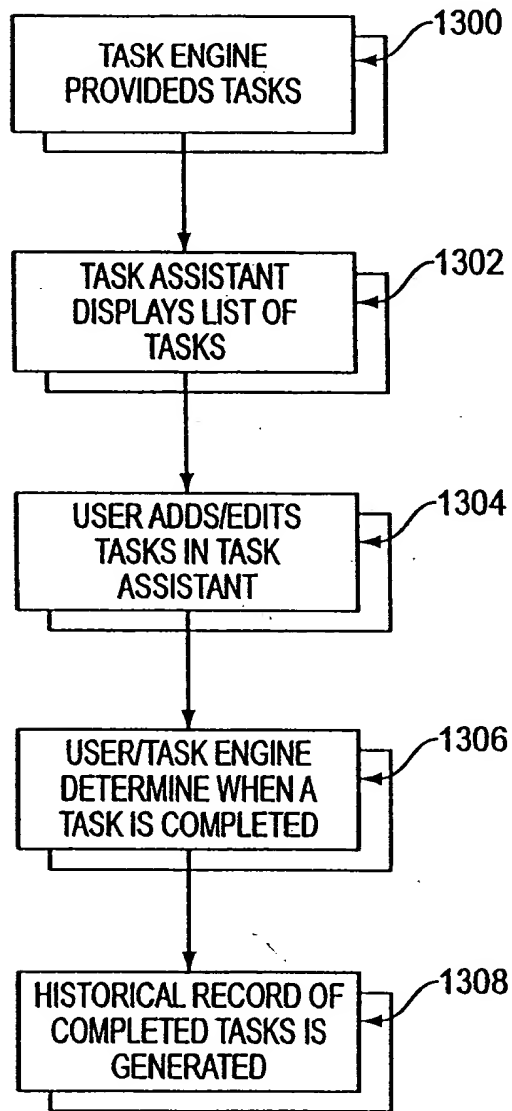 1300
TASK ENGINE
PROVIDEDS TASKS
1302
TASK ASSISTANT
DISPLAYS LIST OF
TASKS
1304
USER ADDS/EDITS
TASKS IN TASK
ASSISTANT
1306
USER/TASK ENGINE
DETERMINE WHEN A
TASK IS COMPLETED
1308
HISTORICAL RECORD OF
COMPLETED TASKS IS
GENERATED